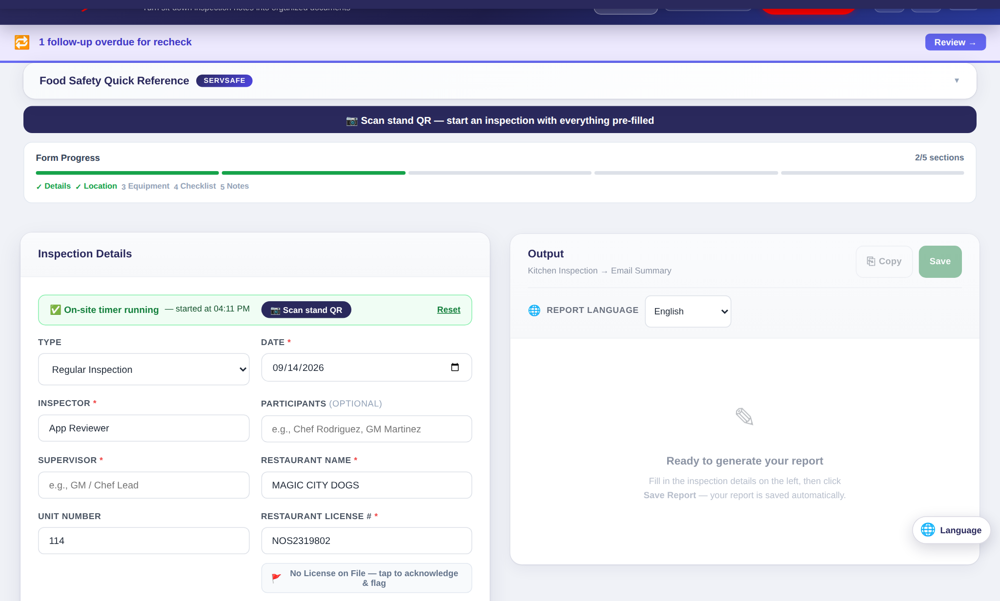 Turn sit-down inspection notes into organized documents
1 follow-up overdue for recheck
Review →
Food Safety Quick Reference
SERVSAFE
▼
Scan stand QR — start an inspection with everything pre-filled
Form Progress
2/5 sections
✓ Details ✓ Location 3 Equipment 4 Checklist 5 Notes
Inspection Details
On-site timer running — started at 04:11 PM
Scan stand QR
Reset
TYPE
Regular Inspection
DATE *
09/14/2026
INSPECTOR *
App Reviewer
PARTICIPANTS (OPTIONAL)
e.g., Chef Rodriguez, GM Martinez
SUPERVISOR *
e.g., GM / Chef Lead
RESTAURANT NAME *
MAGIC CITY DOGS
UNIT NUMBER
114
RESTAURANT LICENSE # *
NOS2319802
No License on File — tap to acknowledge
& flag
Output
Kitchen Inspection → Email Summary
Copy
Save
REPORT LANGUAGE
English
Ready to generate your report
Fill in the inspection details on the left, then click
Save Report — your report is saved automatically.
Language